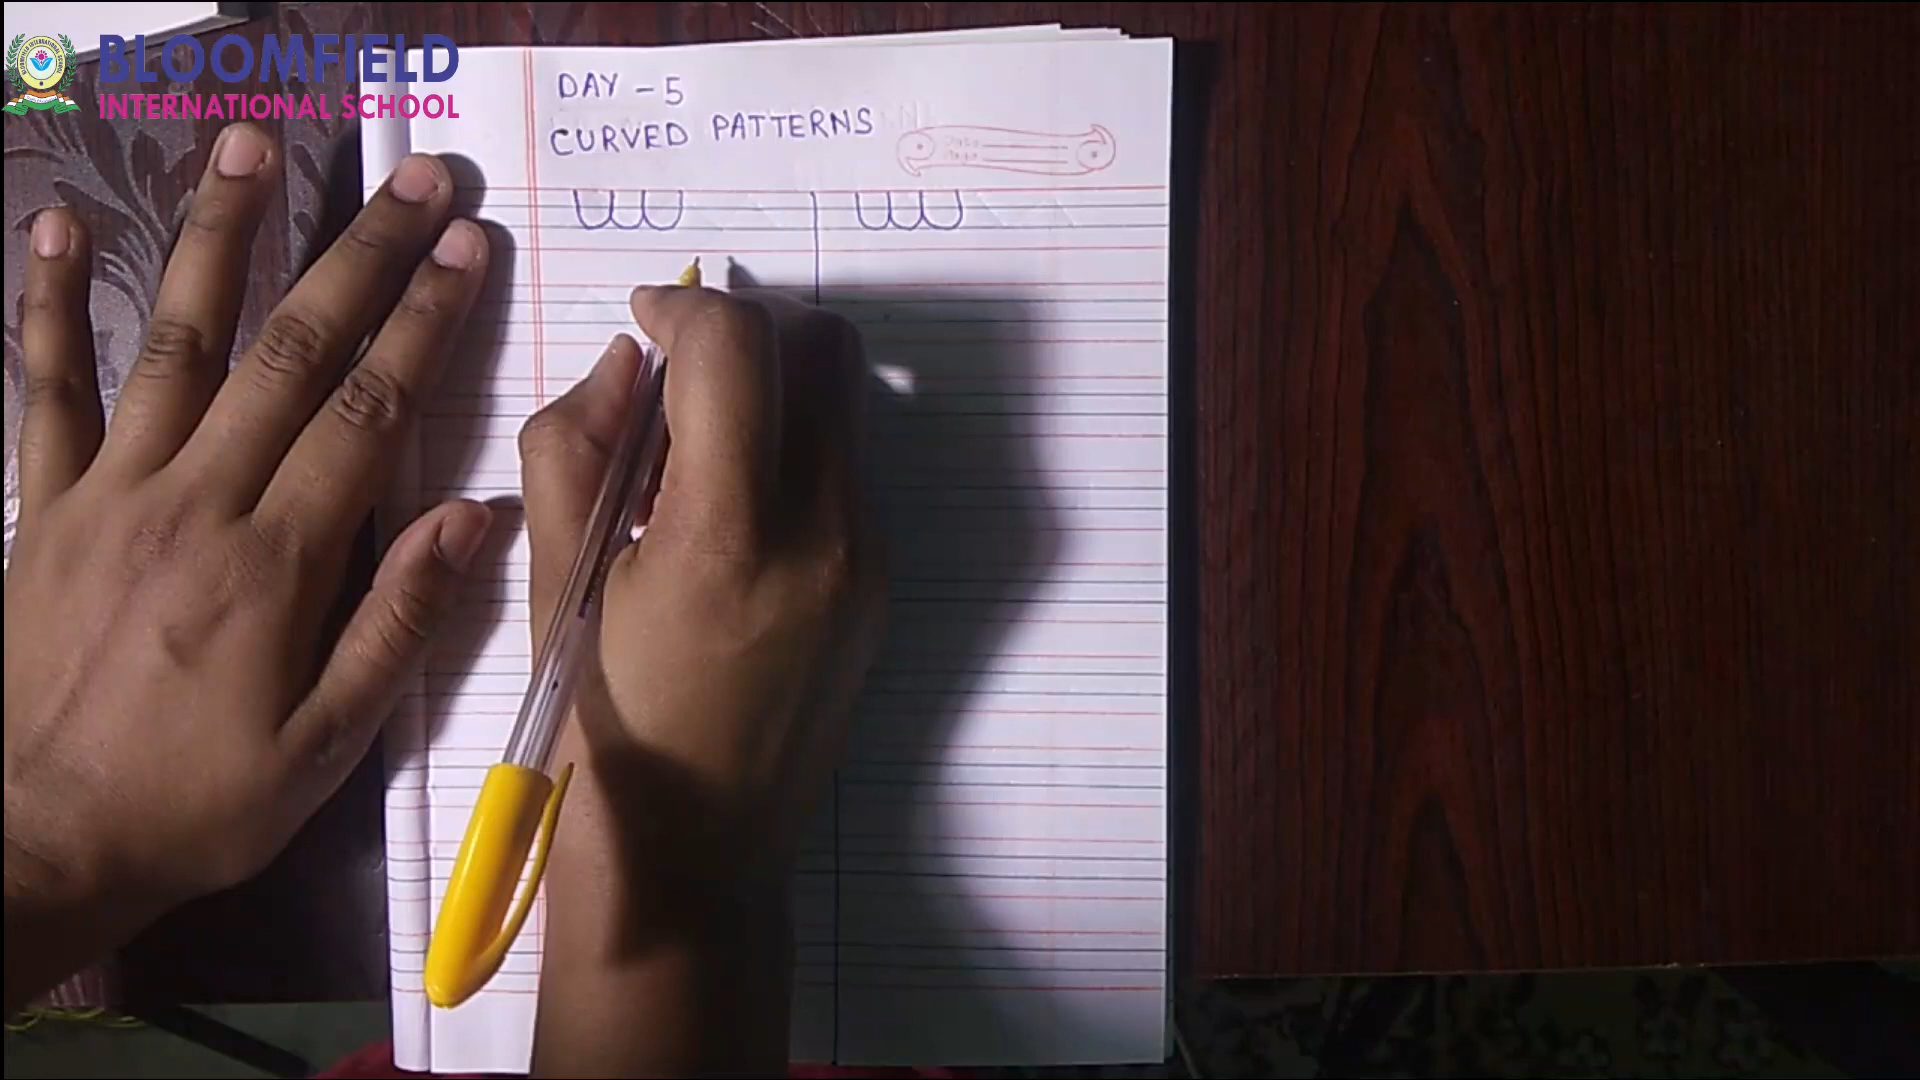 BLOOMFIELD
INTERNATIONAL SCHOOL
DAY - 5
CURVED PATTERNS